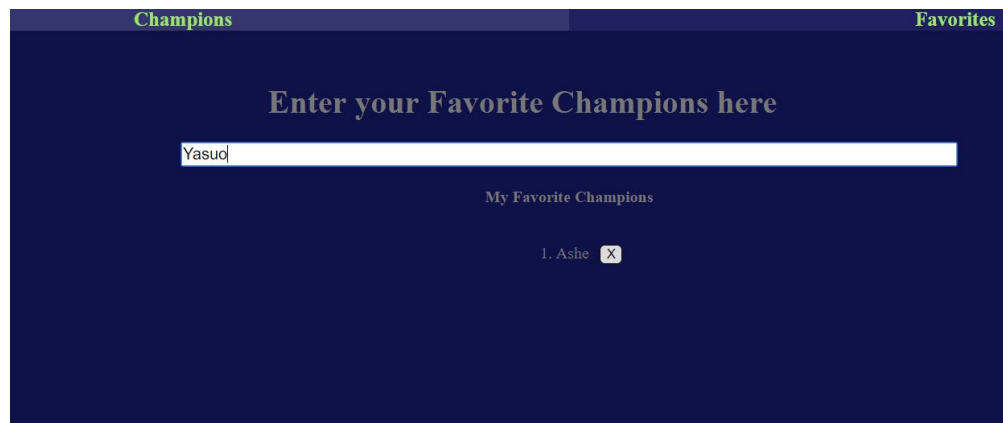 Champions Favorites
Enter your Favorite Champions here
Yasuo
My Favorite Champions
1. Ashe X